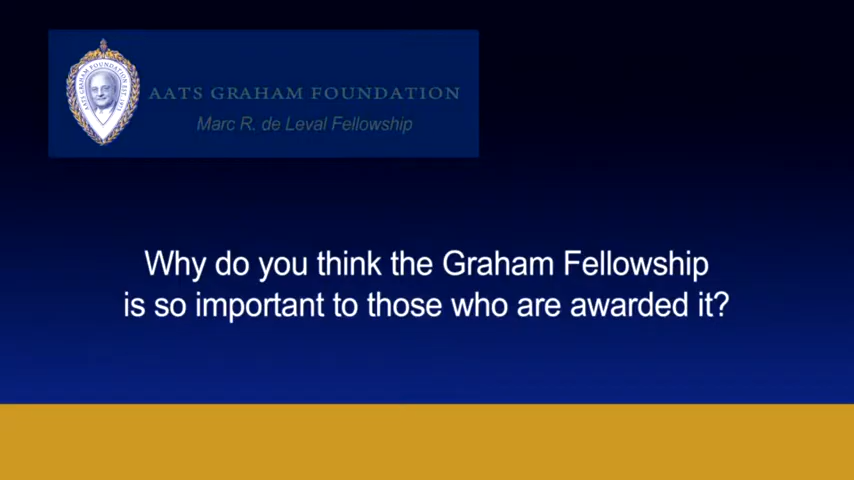 AATS GRAHAM FOUNDATION
Marc R. de Leval Fellowship
Why do you think the Graham Fellowship
is so important to those who are awarded it?